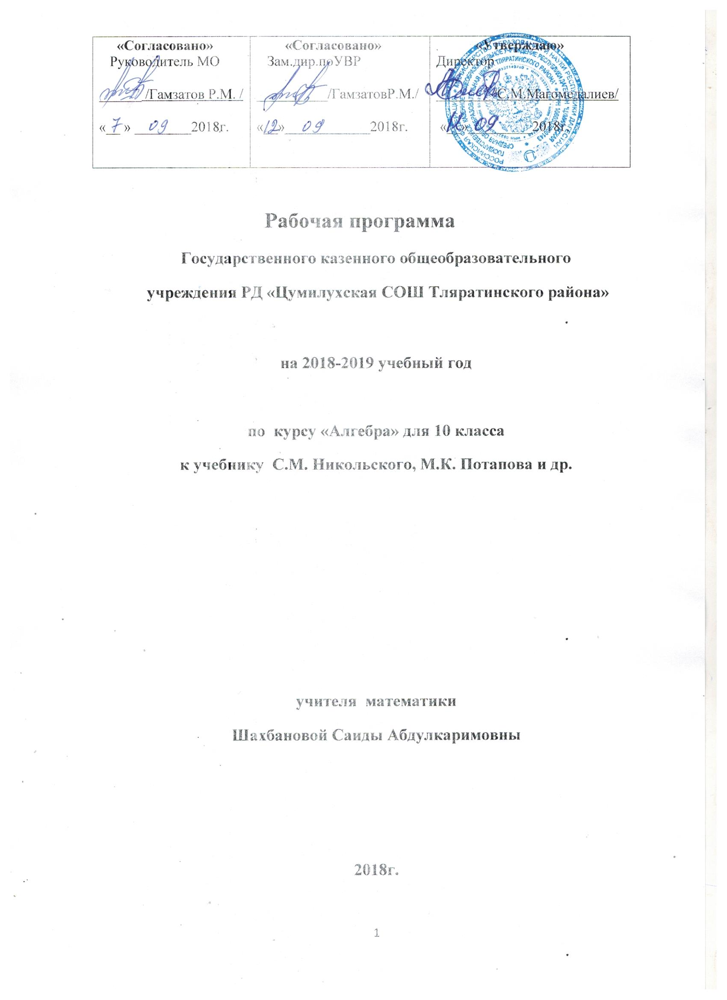 «Согласовано»
Руководитель МО
______/Гамзатов Р.М. /
«7» 09 2018г.
«Согласовано»
Зам.дир.поУВР
__________/ГамзатовР.М./
«12» 09 2018г.
«Утверждаю»
Директор
С.М.Магомедалиев/
« » 09 2018г.
Рабочая программа
Государственного казенного общеобразовательного
учреждения РД «Цумилухская СОШ Тляратинского района»
на 2018-2019 учебный год
по курсу «Алгебра» для 10 класса
к учебнику С.М. Никольского, М.К. Потапова и др.
учителя математики
Шахбановой Саиды Абдулкаримовны
2018г.
1